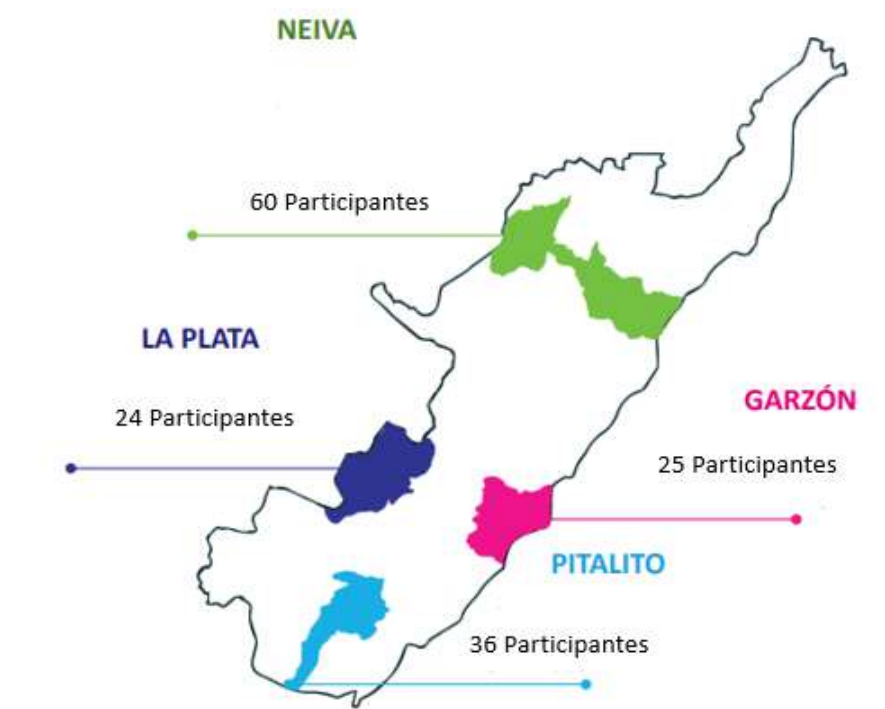 NEIVA
60 Participantes
LA PLATA
24 Participantes
GARZÓN
25 Participantes
PITALITO
36 Participantes